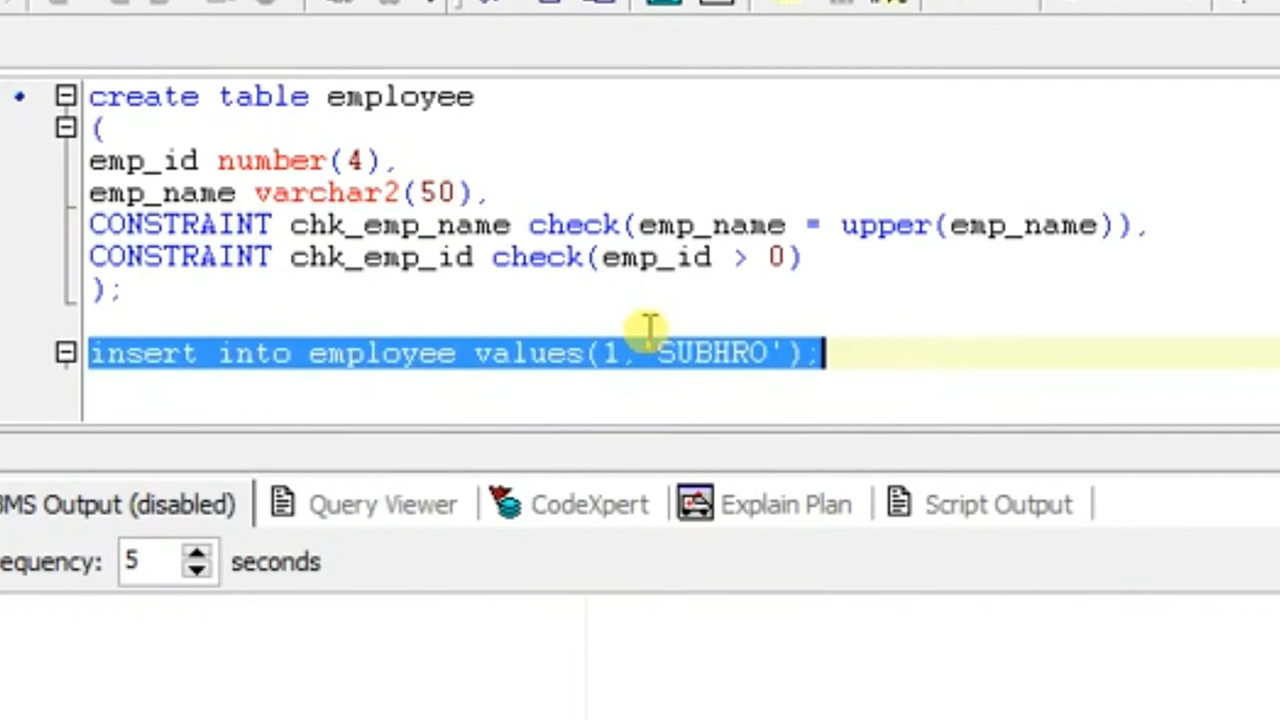 create table employee
(
emp_id number(4),
emp_name varchar2(50),
CONSTRAINT chk_emp_name check(emp_name = upper(emp_name)),
CONSTRAINT chk_emp_id check(emp_id > 0)
);
insert into employee values(1, 'SUBHRO');
BMS Output (disabled) Query Viewer CodeXpert Explain Plan Script Output
equency: 5 seconds